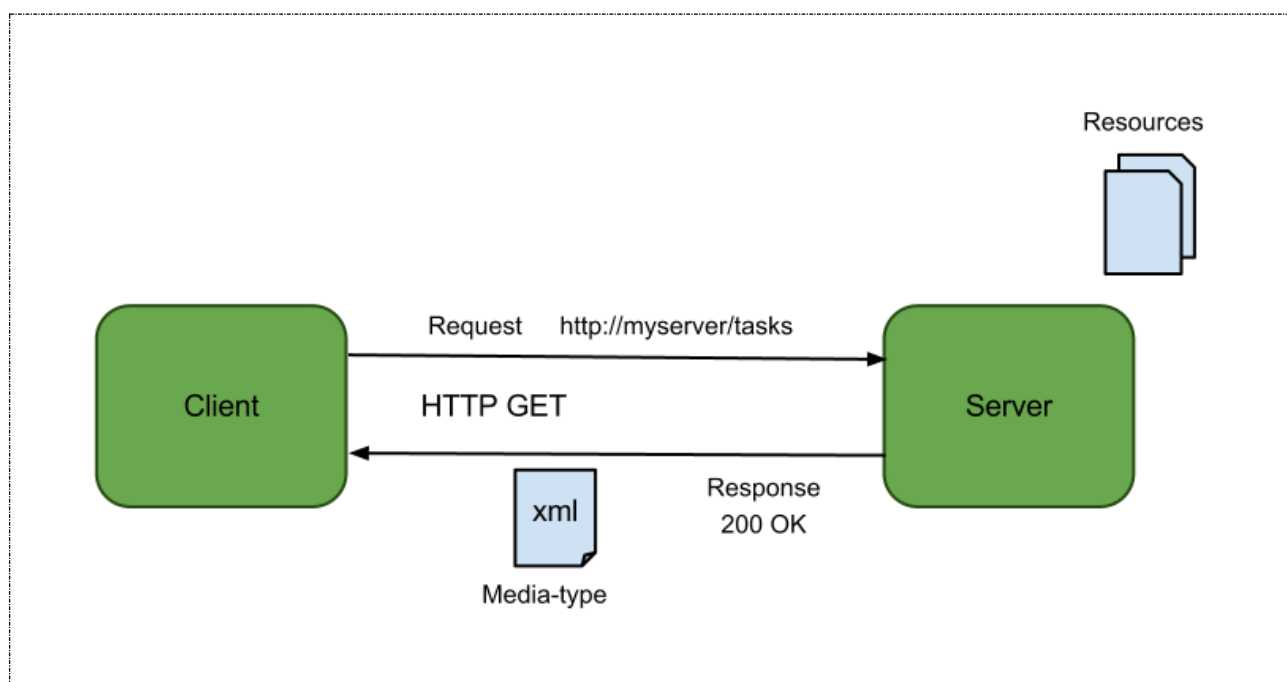 Resources
Request http://myserver/tasks
Client
HTTP GET
Server
xml
Response
200 OK
Media-type